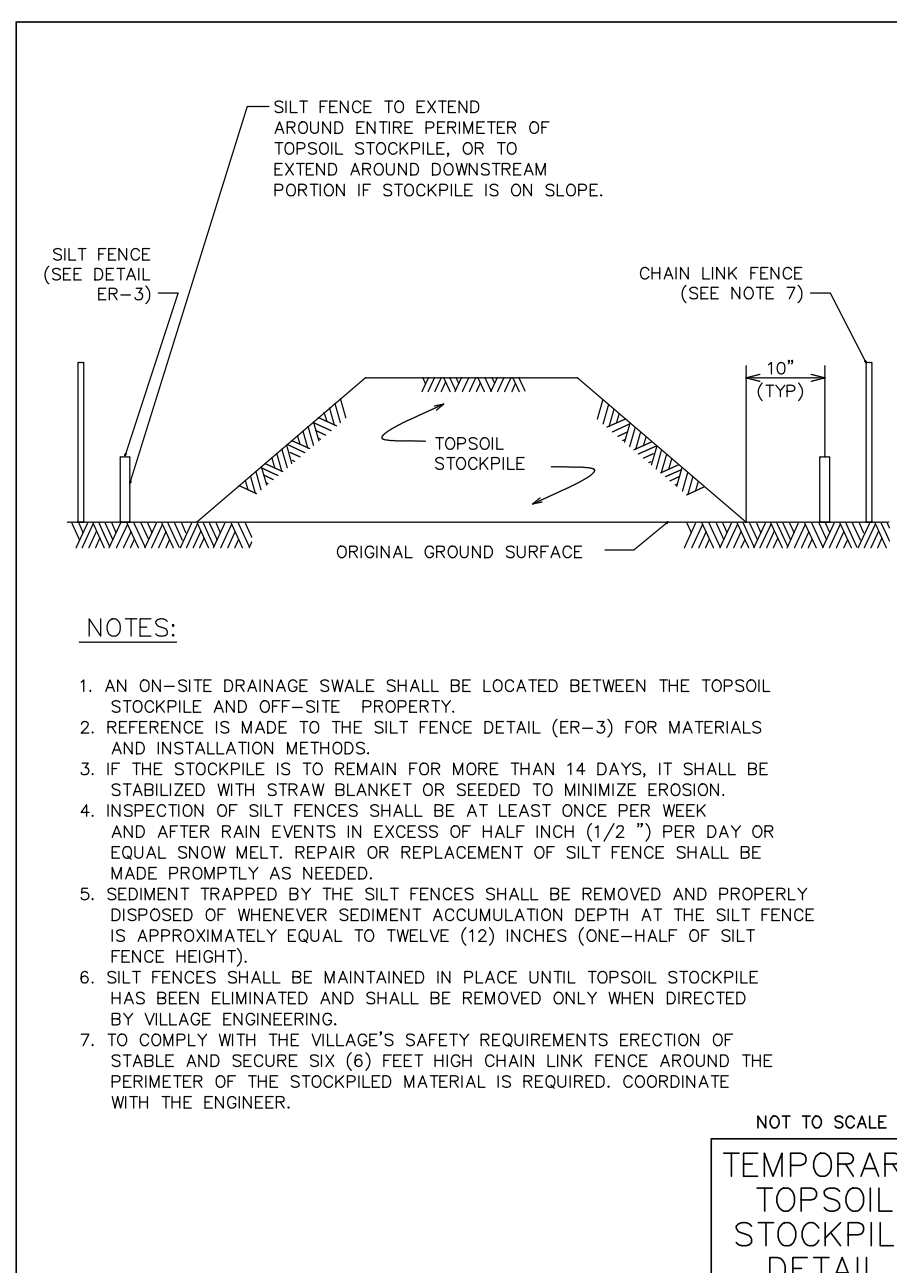 SILT FENCE TO EXTEND
AROUND ENTIRE PERIMETER OF
TOPSOIL STOCKPILE, OR TO
EXTEND AROUND DOWNSTREAM
PORTION IF STOCKPILE IS ON SLOPE.
SILT FENCE
(SEE DETAIL
ER-3)
CHAIN LINK FENCE
(SEE NOTE 7)
10"
(TYP)
TOPSOIL
STOCKPILE
ORIGINAL GROUND SURFACE
NOTES:
1. AN ON-SITE DRAINAGE SWALE SHALL BE LOCATED BETWEEN THE TOPSOIL
STOCKPILE AND OFF-SITE PROPERTY.
2. REFERENCE IS MADE TO THE SILT FENCE DETAIL (ER-3) FOR MATERIALS
AND INSTALLATION METHODS.
3. IF THE STOCKPILE IS TO REMAIN FOR MORE THAN 14 DAYS, IT SHALL BE
STABILIZED WITH STRAW BLANKET OR SEEDED TO MINIMIZE EROSION.
4. INSPECTION OF SILT FENCES SHALL BE AT LEAST ONCE PER WEEK
AND AFTER RAIN EVENTS IN EXCESS OF HALF INCH (1/2 ") PER DAY OR
EQUAL SNOW MELT. REPAIR OR REPLACEMENT OF SILT FENCE SHALL BE
MADE PROMPTLY AS NEEDED.
5. SEDIMENT TRAPPED BY THE SILT FENCES SHALL BE REMOVED AND PROPERLY
DISPOSED OF WHENEVER SEDIMENT ACCUMULATION DEPTH AT THE SILT FENCE
IS APPROXIMATELY EQUAL TO TWELVE (12) INCHES (ONE-HALF OF SILT
FENCE HEIGHT).
6. SILT FENCES SHALL BE MAINTAINED IN PLACE UNTIL TOPSOIL STOCKPILE
HAS BEEN ELIMINATED AND SHALL BE REMOVED ONLY WHEN DIRECTED
BY VILLAGE ENGINEERING.
7. TO COMPLY WITH THE VILLAGE'S SAFETY REQUIREMENTS ERECTION OF
STABLE AND SECURE SIX (6) FEET HIGH CHAIN LINK FENCE AROUND THE
PERIMETER OF THE STOCKPILED MATERIAL IS REQUIRED. COORDINATE
WITH THE ENGINEER.
NOT TO SCALE
TEMPORAR
TOPSOIL
STOCKPIL
DETAIL